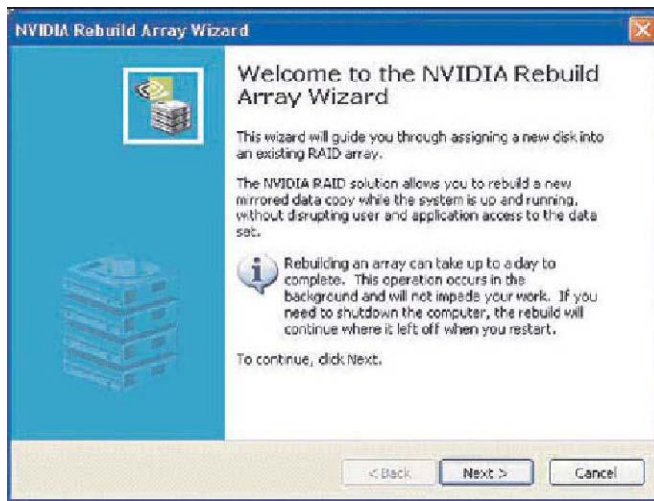 NVIDIA Rebuild Array Wizard
Welcome to the NVIDIA Rebuild
Array Wizard
This wizard will guide you through assigning a new disk into
an existing RAID array.
The NVIDIA RAID solution allows you to rebuild a new
mirrored data copy while the system is up and running,
without disrupting user and application access to the data
set.
Rebuilding an array can take up to a day to
complete. This operation occurs in the
background and will not impede your work. If you
need to shutdown the computer, the rebuild will
continue where it left off when you restart.
To continue, click Next.
< Back
Next >
Cancel